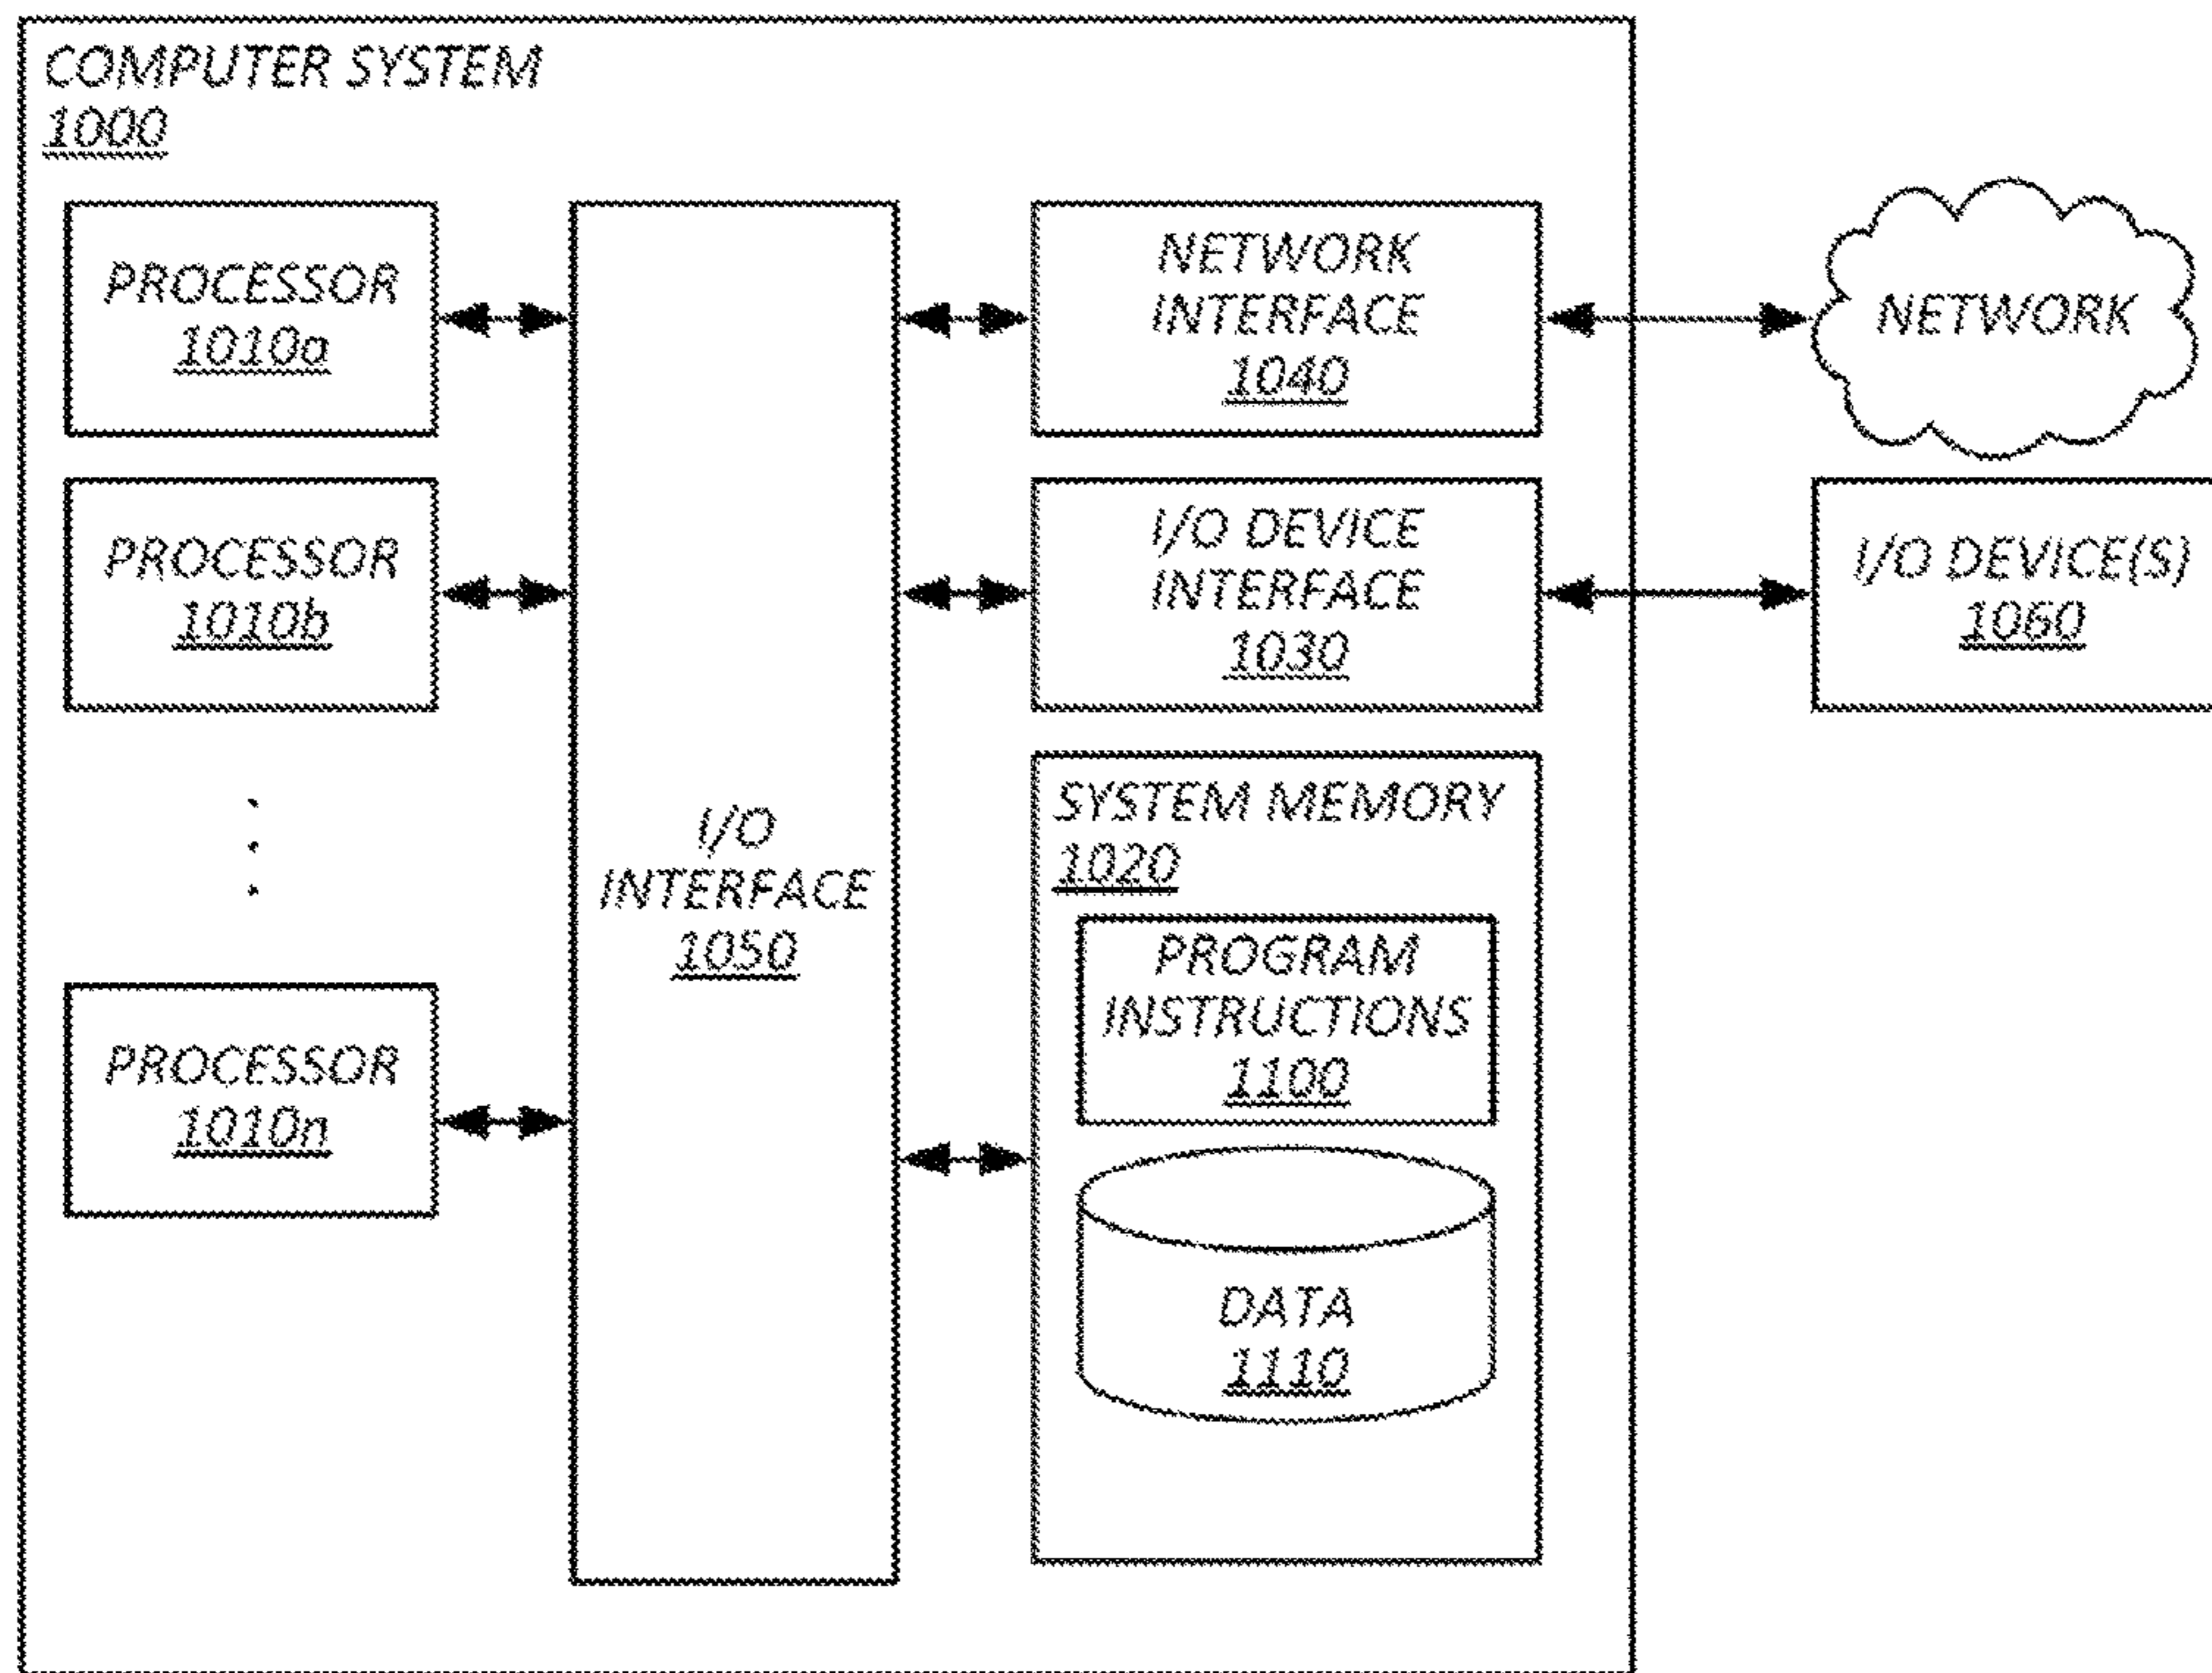 COMPUTER SYSTEM
1000
PROCESSOR
1010a
PROCESSOR
1010b
PROCESSOR
1010n
I/O
INTERFACE
1050
NETWORK
INTERFACE
1040
I/O DEVICE
INTERFACE
1030
SYSTEM MEMORY
1020
PROGRAM
INSTRUCTIONS
1100
DATA
1110
NETWORK
I/O DEVICE(S)
1060